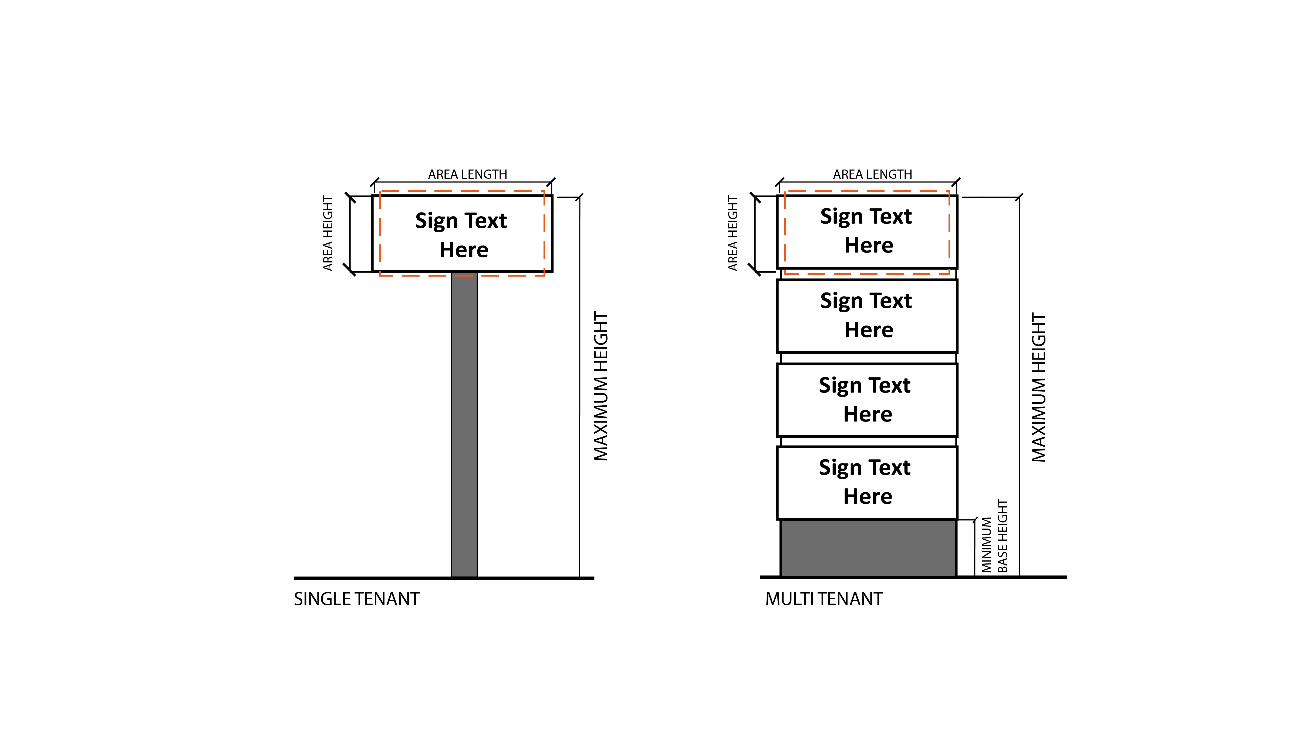 AREA LENGTH
AREA HEIGHT
Sign Text
Here
MAXIMUM HEIGHT
SINGLE TENANT
AREA LENGTH
AREA HEIGHT
Sign Text
Here
Sign Text
Here
Sign Text
Here
Sign Text
Here
MAXIMUM HEIGHT
MINIMUM
BASE HEIGHT
MULTI TENANT